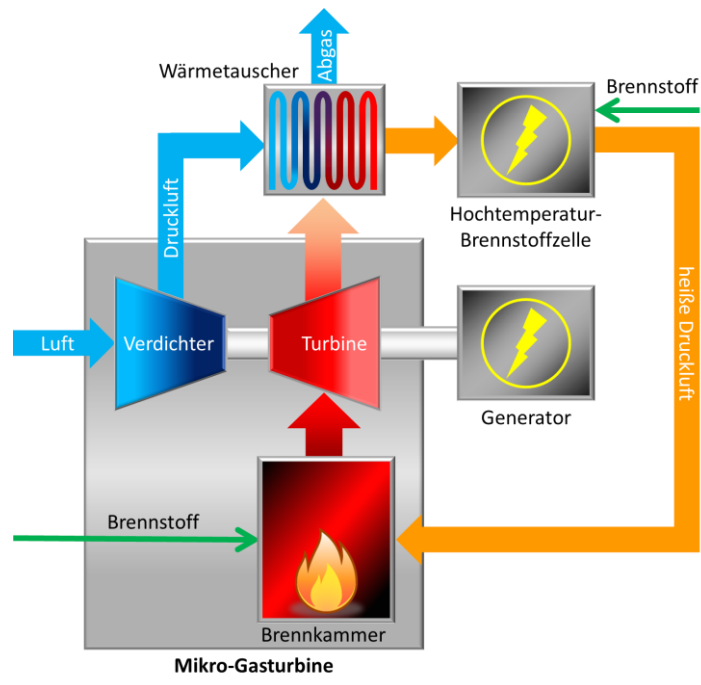 Abgas
Wärmetauscher
Brennstoff
Druckluft
Hochtemperatur-
Brennstoffzelle
heiße Druckluft
Luft
Verdichter
Turbine
Generator
Brennstoff
Brennkammer
Mikro-Gasturbine